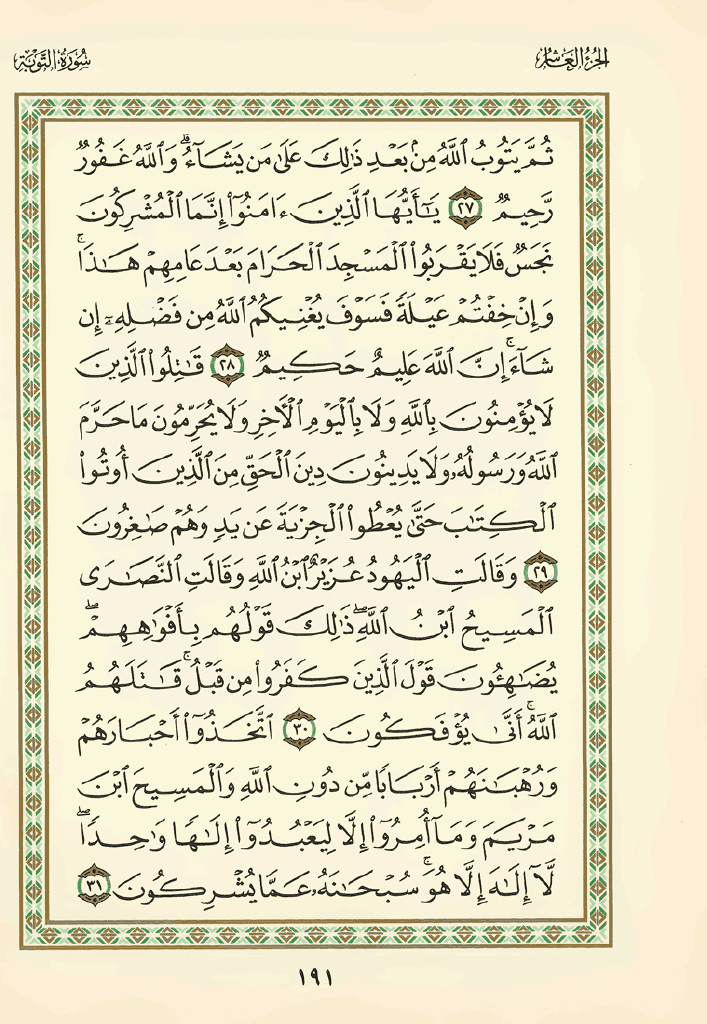 الجزء العاشر
سورة التوبة
ثُمَّ يَتُوبُ ٱللَّهُ مِنۢ بَعْدِ ذَٰلِكَ عَلَىٰ مَن يَشَآءُ ۗ وَٱللَّهُ غَفُورٌ
رَّحِيمٌ ٢٧ يَـٰٓأَيُّهَا ٱلَّذِينَ ءَامَنُوٓا۟ إِنَّمَا ٱلْمُشْرِكُونَ
نَجَسٌ فَلَا يَقْرَبُوا۟ ٱلْمَسْجِدَ ٱلْحَرَامَ بَعْدَ عَامِهِمْ هَـٰذَا ۚ
وَإِنْ خِفْتُمْ عَيْلَةً فَسَوْفَ يُغْنِيكُمُ ٱللَّهُ مِن فَضْلِهِۦٓ إِن
شَآءَ ۚ إِنَّ ٱللَّهَ عَلِيمٌ حَكِيمٌ ٢٨ قَـٰتِلُوا۟ ٱلَّذِينَ
لَا يُؤْمِنُونَ بِٱللَّهِ وَلَا بِٱلْيَوْمِ ٱلْـَٔاخِرِ وَلَا يُحَرِّمُونَ مَا حَرَّمَ
ٱللَّهُ وَرَسُولُهُۥ وَلَا يَدِينُونَ دِينَ ٱلْحَقِّ مِنَ ٱلَّذِينَ أُوتُوا۟
ٱلْكِتَـٰبَ حَتَّىٰ يُعْطُوا۟ ٱلْجِزْيَةَ عَن يَدٍ وَهُمْ صَـٰغِرُونَ
٢٩ وَقَالَتِ ٱلْيَهُودُ عُزَيْرٌ ٱبْنُ ٱللَّهِ وَقَالَتِ ٱلنَّصَـٰرَى
ٱلْمَسِيحُ ٱبْنُ ٱللَّهِ ۖ ذَٰلِكَ قَوْلُهُم بِأَفْوَٰهِهِمْ ۖ
يُضَـٰهِـُٔونَ قَوْلَ ٱلَّذِينَ كَفَرُوا۟ مِن قَبْلُ ۚ قَـٰتَلَهُمُ
ٱللَّهُ ۚ أَنَّىٰ يُؤْفَكُونَ ٣٠ ٱتَّخَذُوٓا۟ أَحْبَارَهُمْ
وَرُهْبَـٰنَهُمْ أَرْبَابًا مِّن دُونِ ٱللَّهِ وَٱلْمَسِيحَ ٱبْنَ
مَرْيَمَ وَمَآ أُمِرُوٓا۟ إِلَّا لِيَعْبُدُوٓا۟ إِلَـٰهًا وَٰحِدًا ۖ
لَّآ إِلَـٰهَ إِلَّا هُوَ ۚ سُبْحَـٰنَهُۥ عَمَّا يُشْرِكُونَ ٣١
١٩١